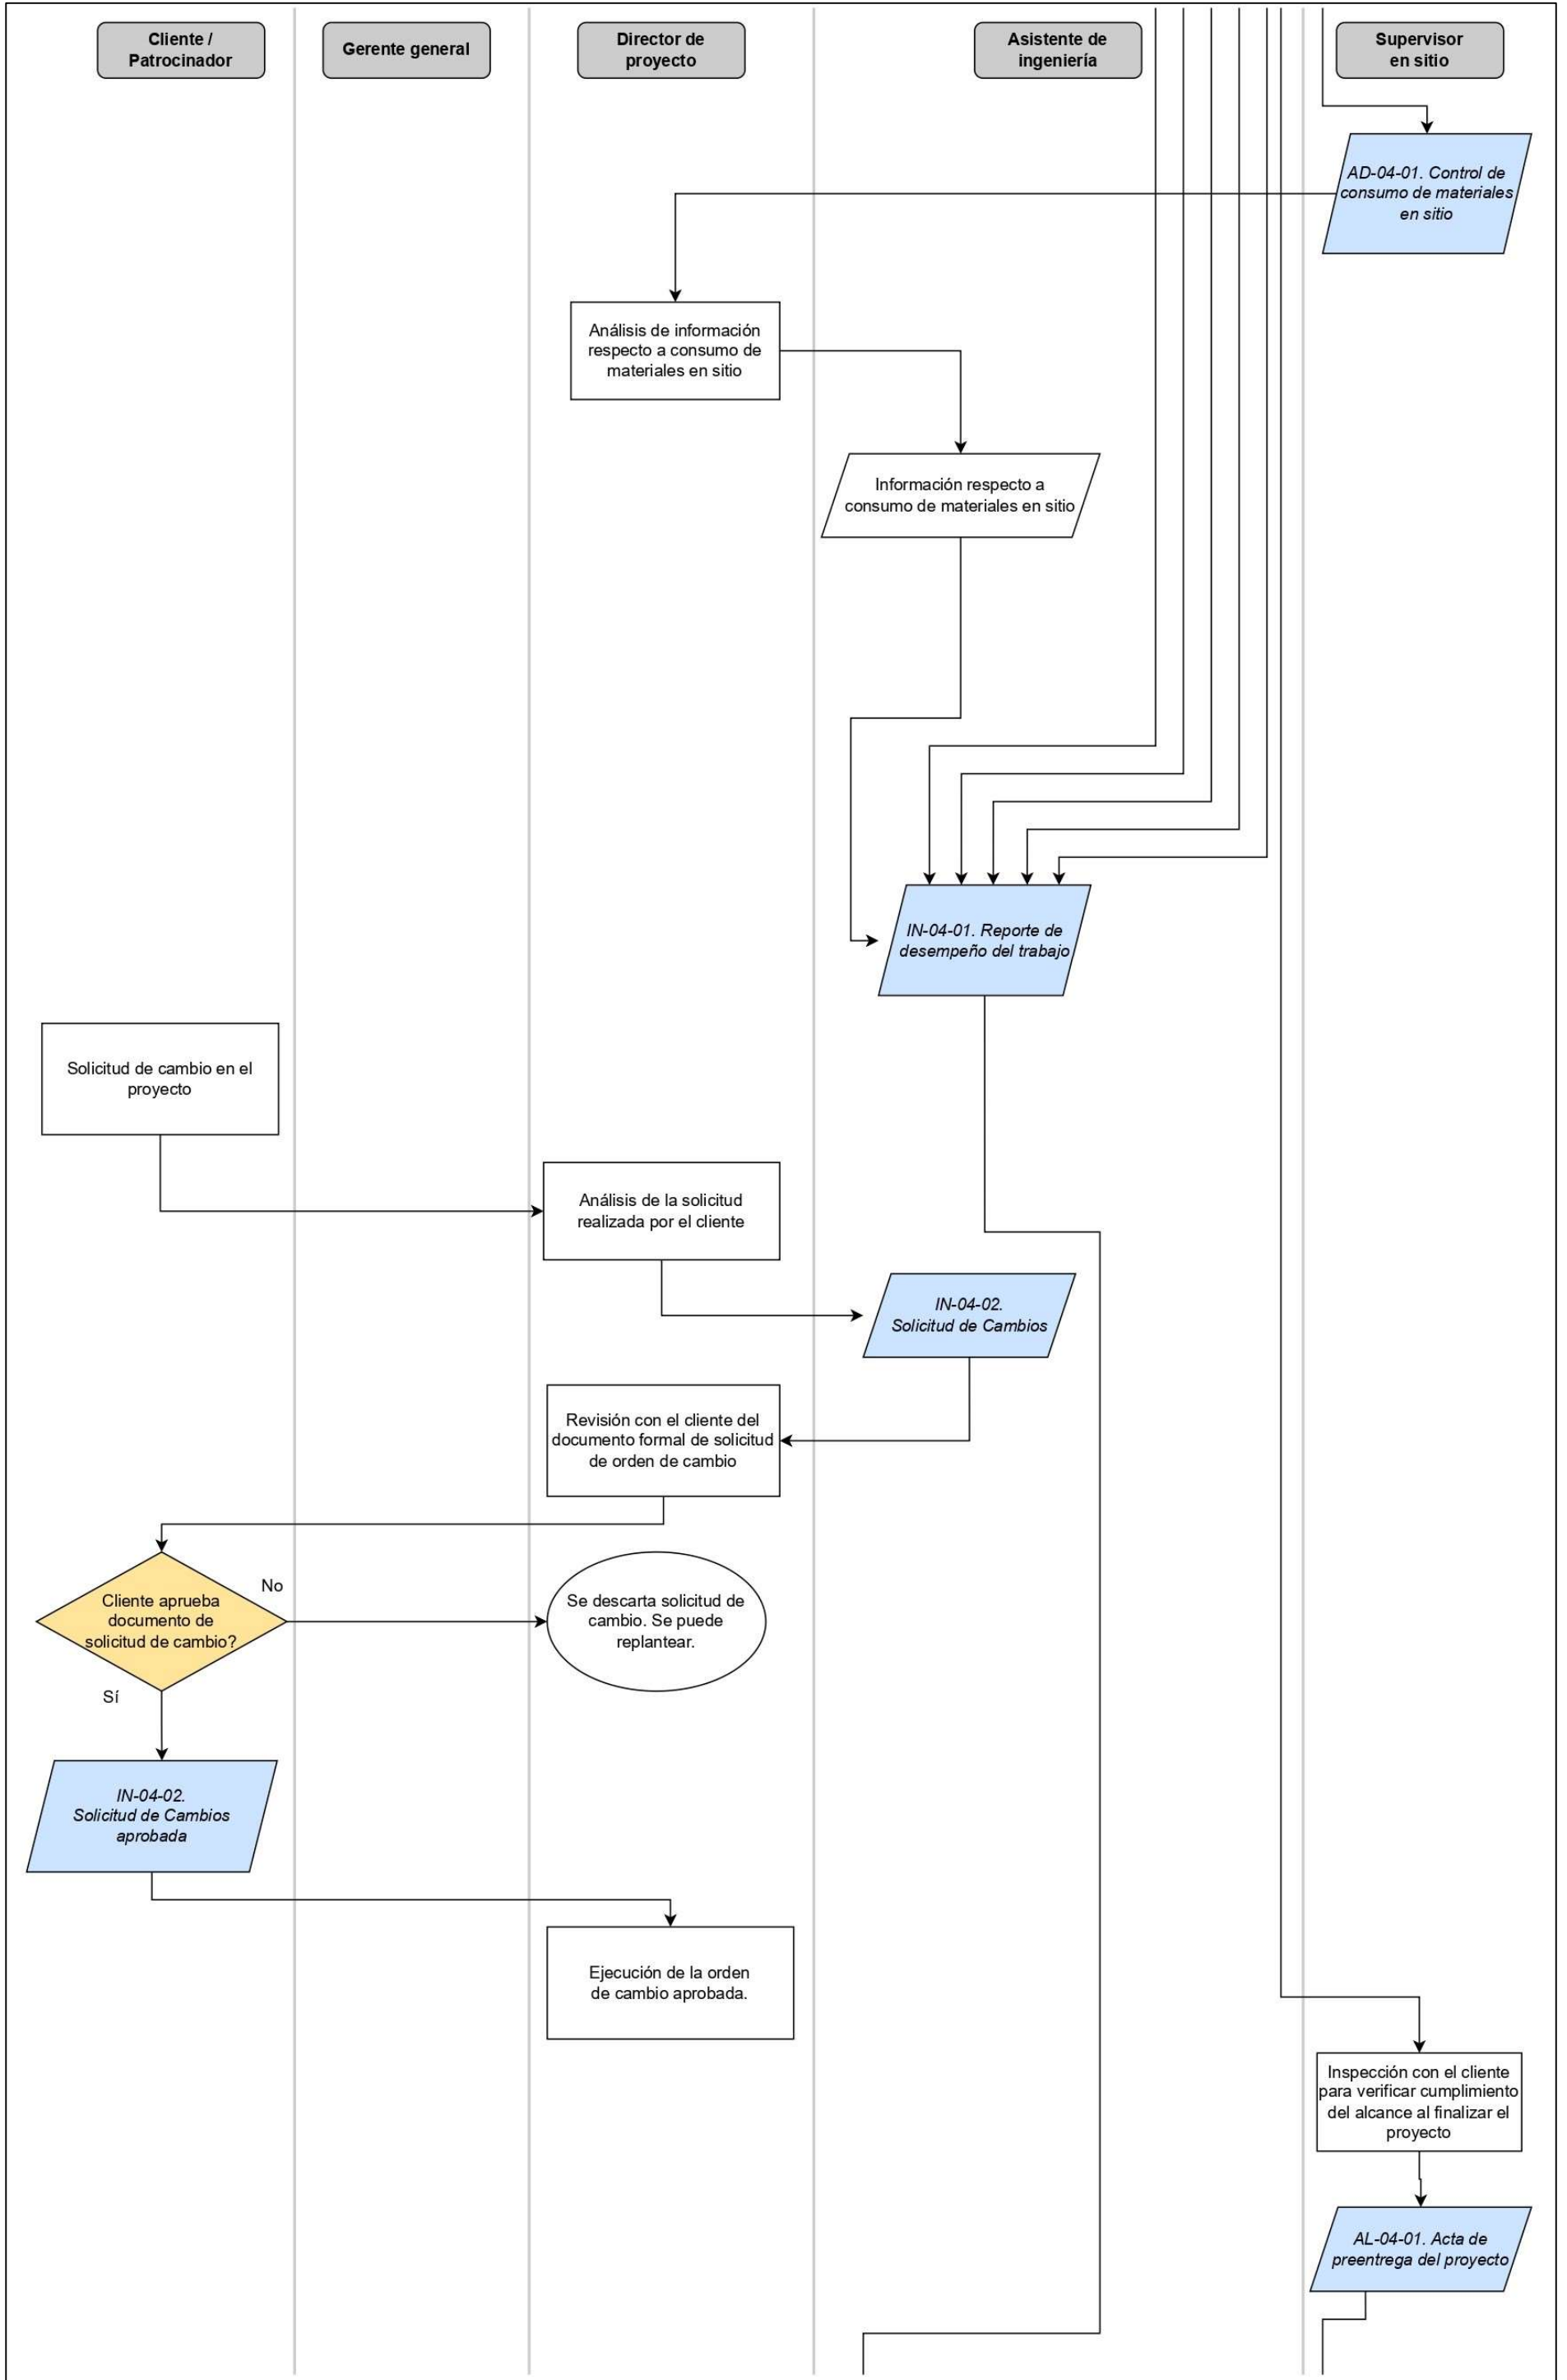 Cliente /
Patrocinador
Gerente general
Director de
proyecto
Asistente de
ingeniería
Supervisor
en sitio
AD-04-01. Control de
consumo de materiales
en sitio
Análisis de información
respecto a consumo de
materiales en sitio
Información respecto a
consumo de materiales en sitio
IN-04-01. Reporte de
desempeño del trabajo
Solicitud de cambio en el
proyecto
Análisis de la solicitud
realizada por el cliente
IN-04-02.
Solicitud de Cambios
Revisión con el cliente del
documento formal de solicitud
de orden de cambio
Cliente aprueba
documento de
solicitud de cambio?
No
Se descarta solicitud de
cambio. Se puede
replantear.
Sí
IN-04-02.
Solicitud de Cambios
aprobada
Ejecución de la orden
de cambio aprobada.
Inspección con el cliente
para verificar cumplimiento
del alcance al finalizar el
proyecto
AL-04-01. Acta de
preentrega del proyecto